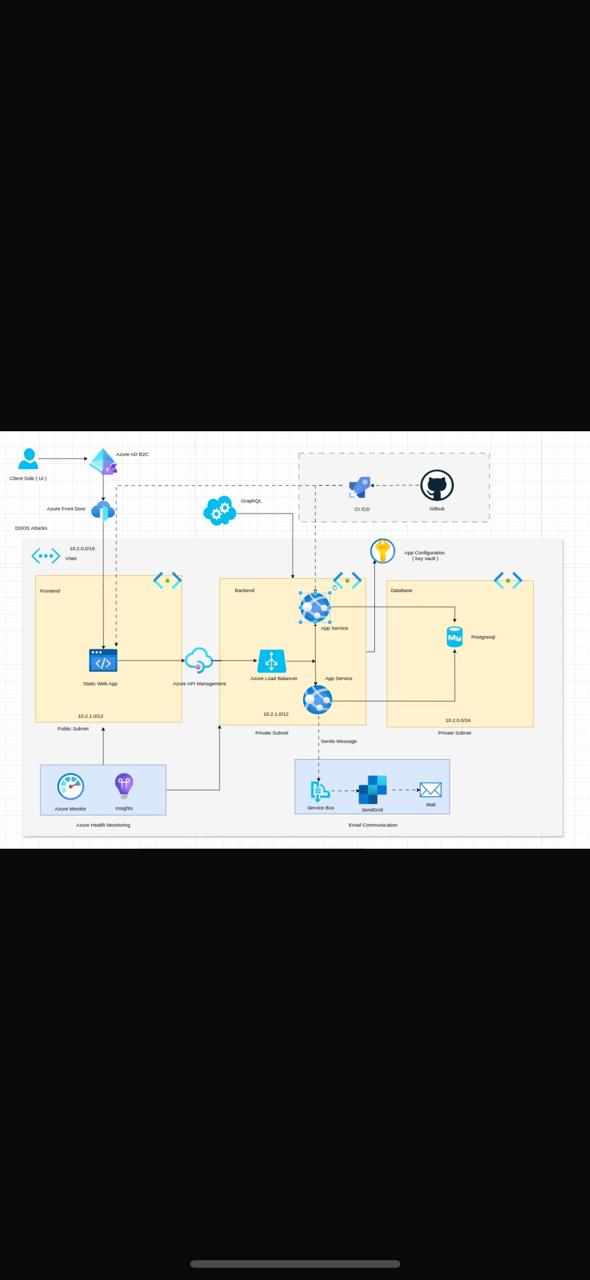 Azure AD B2C
Client Side ( UI )
CI /CD
Github
GraphQL
Azure Front Door
DDOS Attacks
10.2.0.0/16
VNet
App Configuration
( key vault )
Frontend
Backend
Database
App Service
My
Postgresql
Static Web App
Azure API Management
Azure Load Balancer
App Service
10.2.1.0/12
10.2.1.0/12
10.2.0.0/24
Public Subnet
Private Subnet
Private Subnet
Sends Message
Azure Monitor
Insights
Service Bus
SendGrid
Mail
Azure Health Monitoring
Email Communication